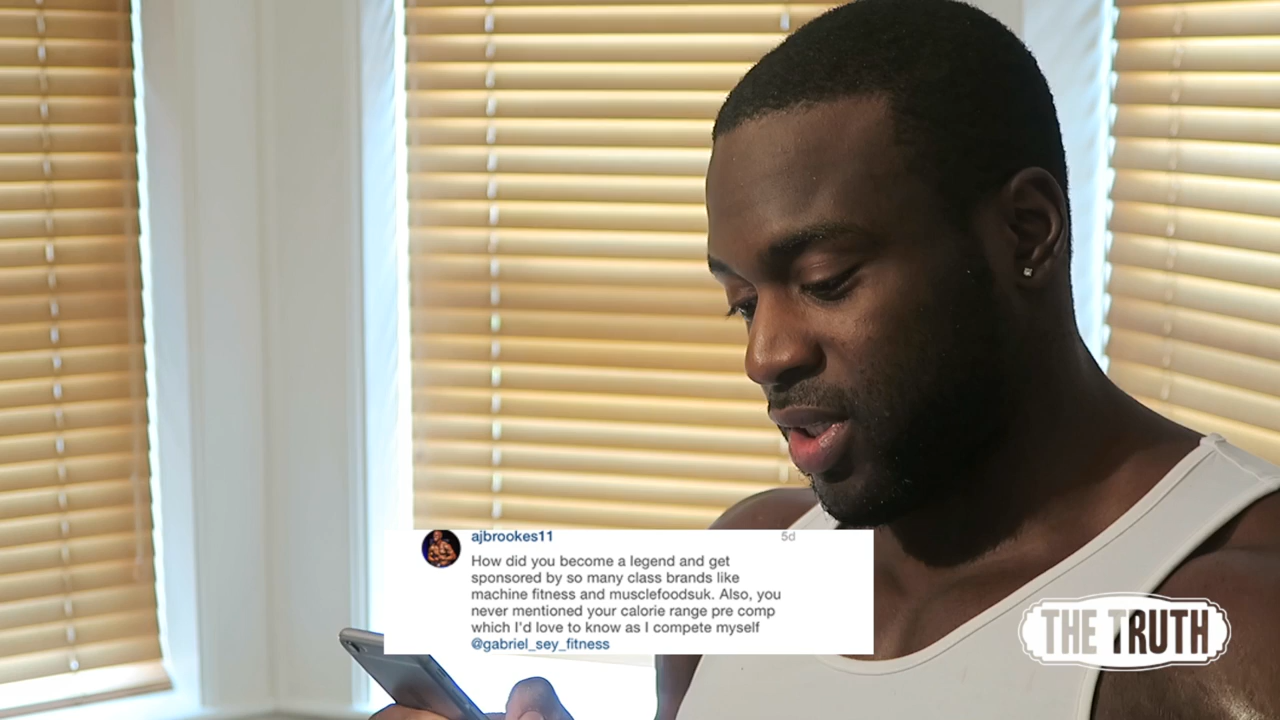 ajbrookes11 5d
How did you become a legend and get
sponsored by so many class brands like
machine fitness and musclefoodsuk. Also, you
never mentioned your calorie range pre comp
which I'd love to know as I compete myself
@gabriel_sey_fitness
THE TRUTH